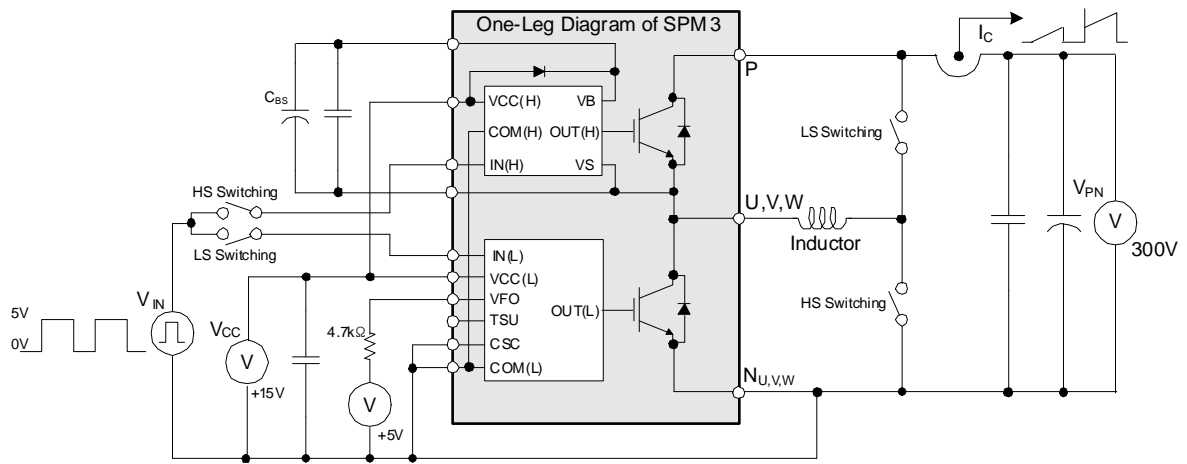 One-Leg Diagram of SPM 3
I_C
P
C_BS
VCC(H)
VB
COM(H)
OUT(H)
IN(H)
VS
LS Switching
HS Switching
LS Switching
U,V,W
Inductor
V_PN
V
300V
IN(L)
VCC(L)
VFO
TSU
CSC
COM(L)
OUT(L)
HS Switching
V_IN
5V
0V
V_CC
V
+15V
4.7kΩ
V
+5V
N_U,V,W